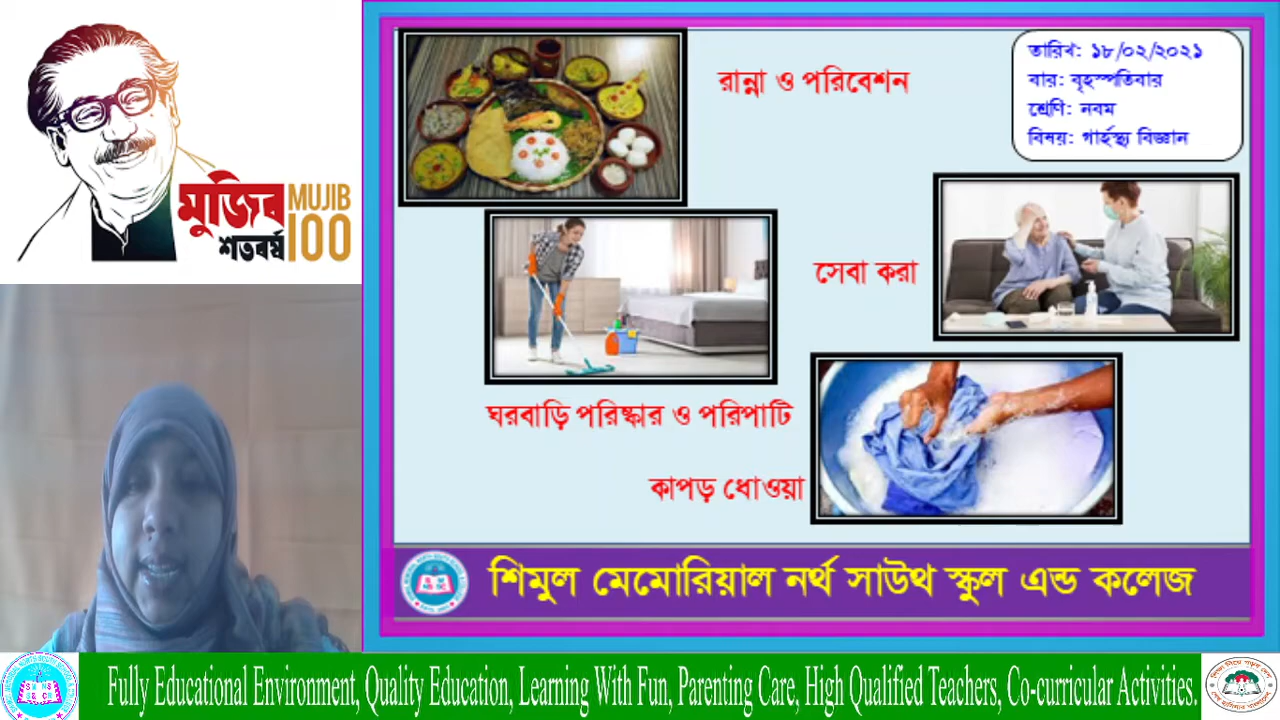 মুজিব
শতবর্ষ
MUJIB
100
রান্না ও পরিবেশন
তারিখ: ১৮/০২/২০২১
বার: বৃহস্পতিবার
শ্রেণি: নবম
বিষয়: গার্হস্থ্য বিজ্ঞান
সেবা করা
ঘরবাড়ি পরিষ্কার ও পরিপাটি
কাপড় ধোওয়া
শিমুল মেমোরিয়াল নর্থ সাউথ স্কুল এন্ড কলেজ
Fully Educational Environment, Quality Education, Learning With Fun, Parenting Care, High Qualified Teachers, Co-curricular Activities.